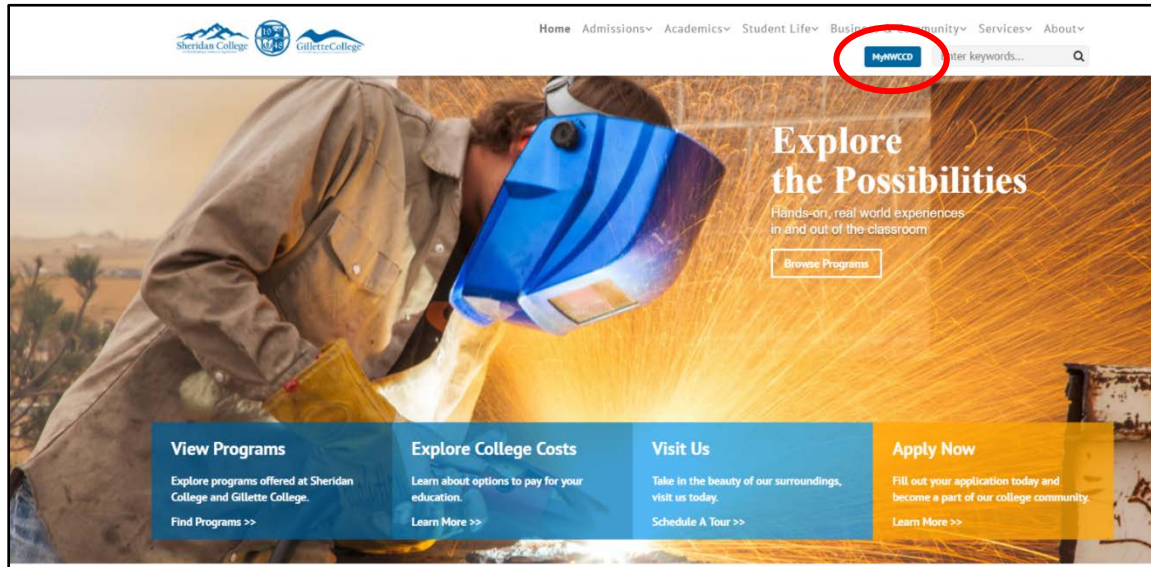 Sheridan College
GilletteCollege
Home Admissions Academics Student Life Business & Community Services About
MyNWCCD
Enter keywords...
Explore
the Possibilities
Hands-on, real world experiences
in and out of the classroom
Browse Programs
View Programs
Explore programs offered at Sheridan
College and Gillette College.
Find Programs >>
Explore College Costs
Learn about options to pay for your
education.
Learn More >>
Visit Us
Take in the beauty of our surroundings,
visit us today.
Schedule A Tour >>
Apply Now
Fill out your application today and
become a part of our college community.
Learn More >>